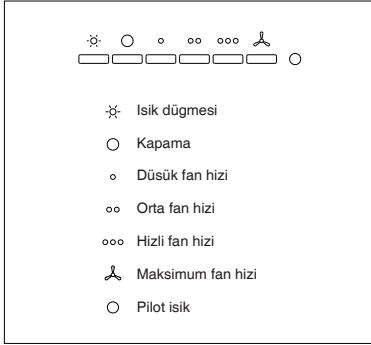 Isik dügmesi
Kapama
Düsük fan hizi
Orta fan hizi
Hizli fan hizi
Maksimum fan hizi
Pilot isik